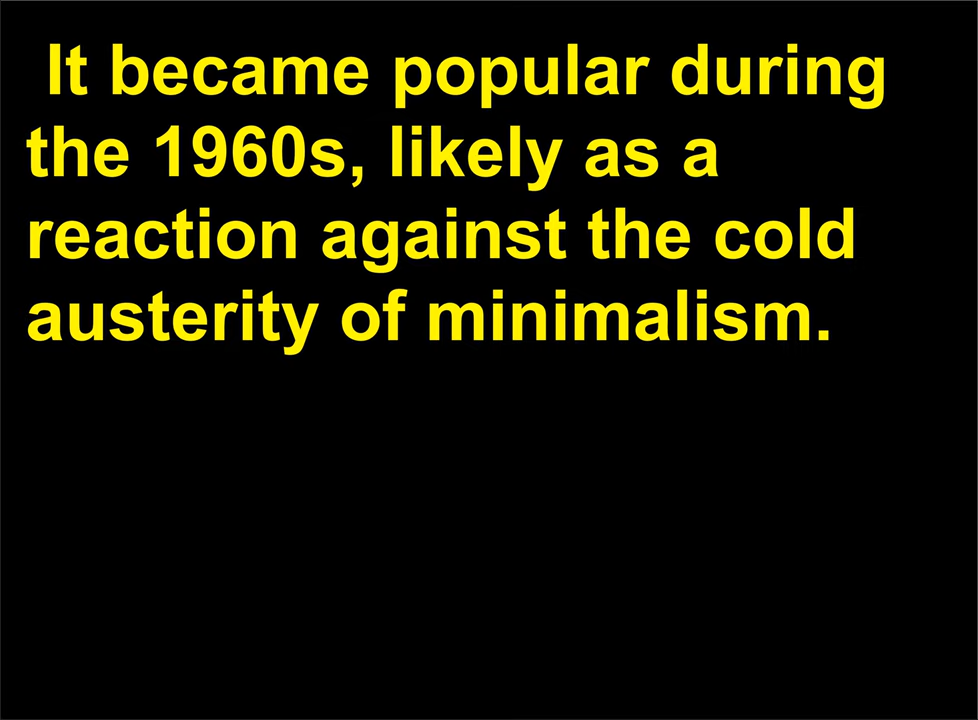 It became popular during
the 1960s, likely as a
reaction against the cold
austerity of minimalism.